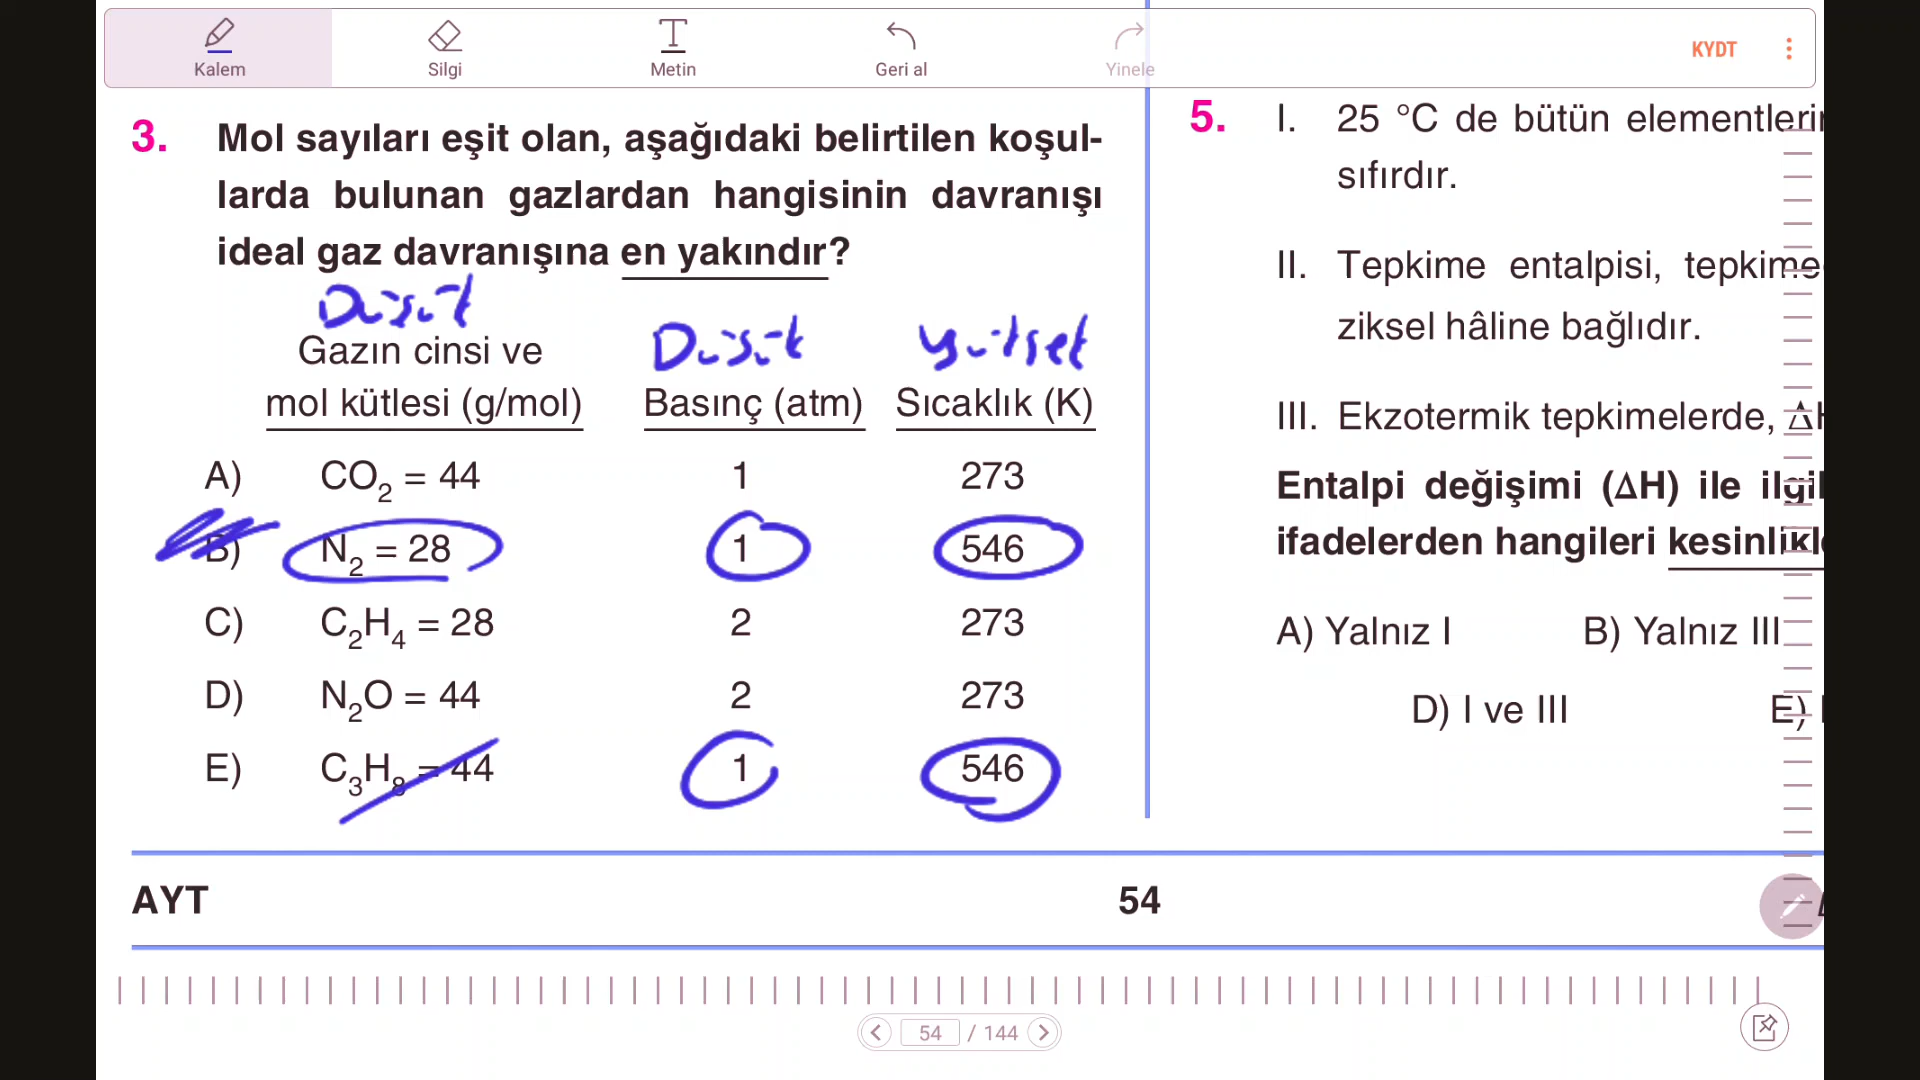 Kalem
Silgi
Metin
Geri al
Yinele
KYDT
3. Mol sayıları eşit olan, aşağıdaki belirtilen koşul-
larda bulunan gazlardan hangisinin davranışı
ideal gaz davranışına en yakındır?
Düşük
Düşük
Yüksek
Gazın cinsi ve
mol kütlesi (g/mol) Basınç (atm) Sıcaklık (K)
A) CO2 = 44 1 273
B) N2 = 28 1 546
C) C2H4 = 28 2 273
D) N2O = 44 2 273
E) C3H8 = 44 1 546
5. I. 25 °C de bütün elementlerin
sıfırdır.
II. Tepkime entalpisi, tepkime
ziksel hâline bağlıdır.
III. Ekzotermik tepkimelerde, ΔH
Entalpi değişimi (ΔH) ile ilgil
ifadelerden hangileri kesinlikle
A) Yalnız I B) Yalnız III
D) I ve III E)
AYT 54
54 / 144